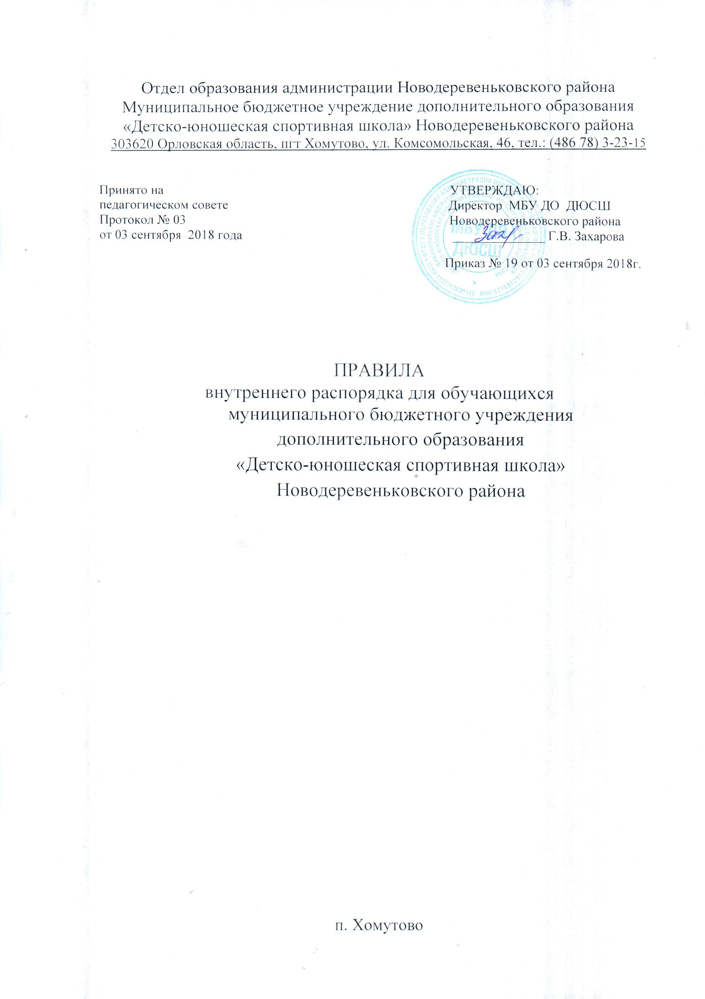 Отдел образования администрации Новодеревеньковского района
Муниципальное бюджетное учреждение дополнительного образования
«Детско-юношеская спортивная школа» Новодеревеньковского района
303620 Орловская область, пгт Хомутово, ул. Комсомольская, 46, тел.: (486 78) 3-23-15
Принято на
педагогическом совете
Протокол № 03
от 03 сентября 2018 года
УТВЕРЖДАЮ:
Директор МБУ ДО ДЮСШ
Новодеревеньковского района
Г.В. Захарова
Приказ № 19 от 03 сентября 2018г.
МБУ ДО
ДЮСШ
ПРАВИЛА
внутреннего распорядка для обучающихся
муниципального бюджетного учреждения
дополнительного образования
«Детско-юношеская спортивная школа»
Новодеревеньковского района
п. Хомутово